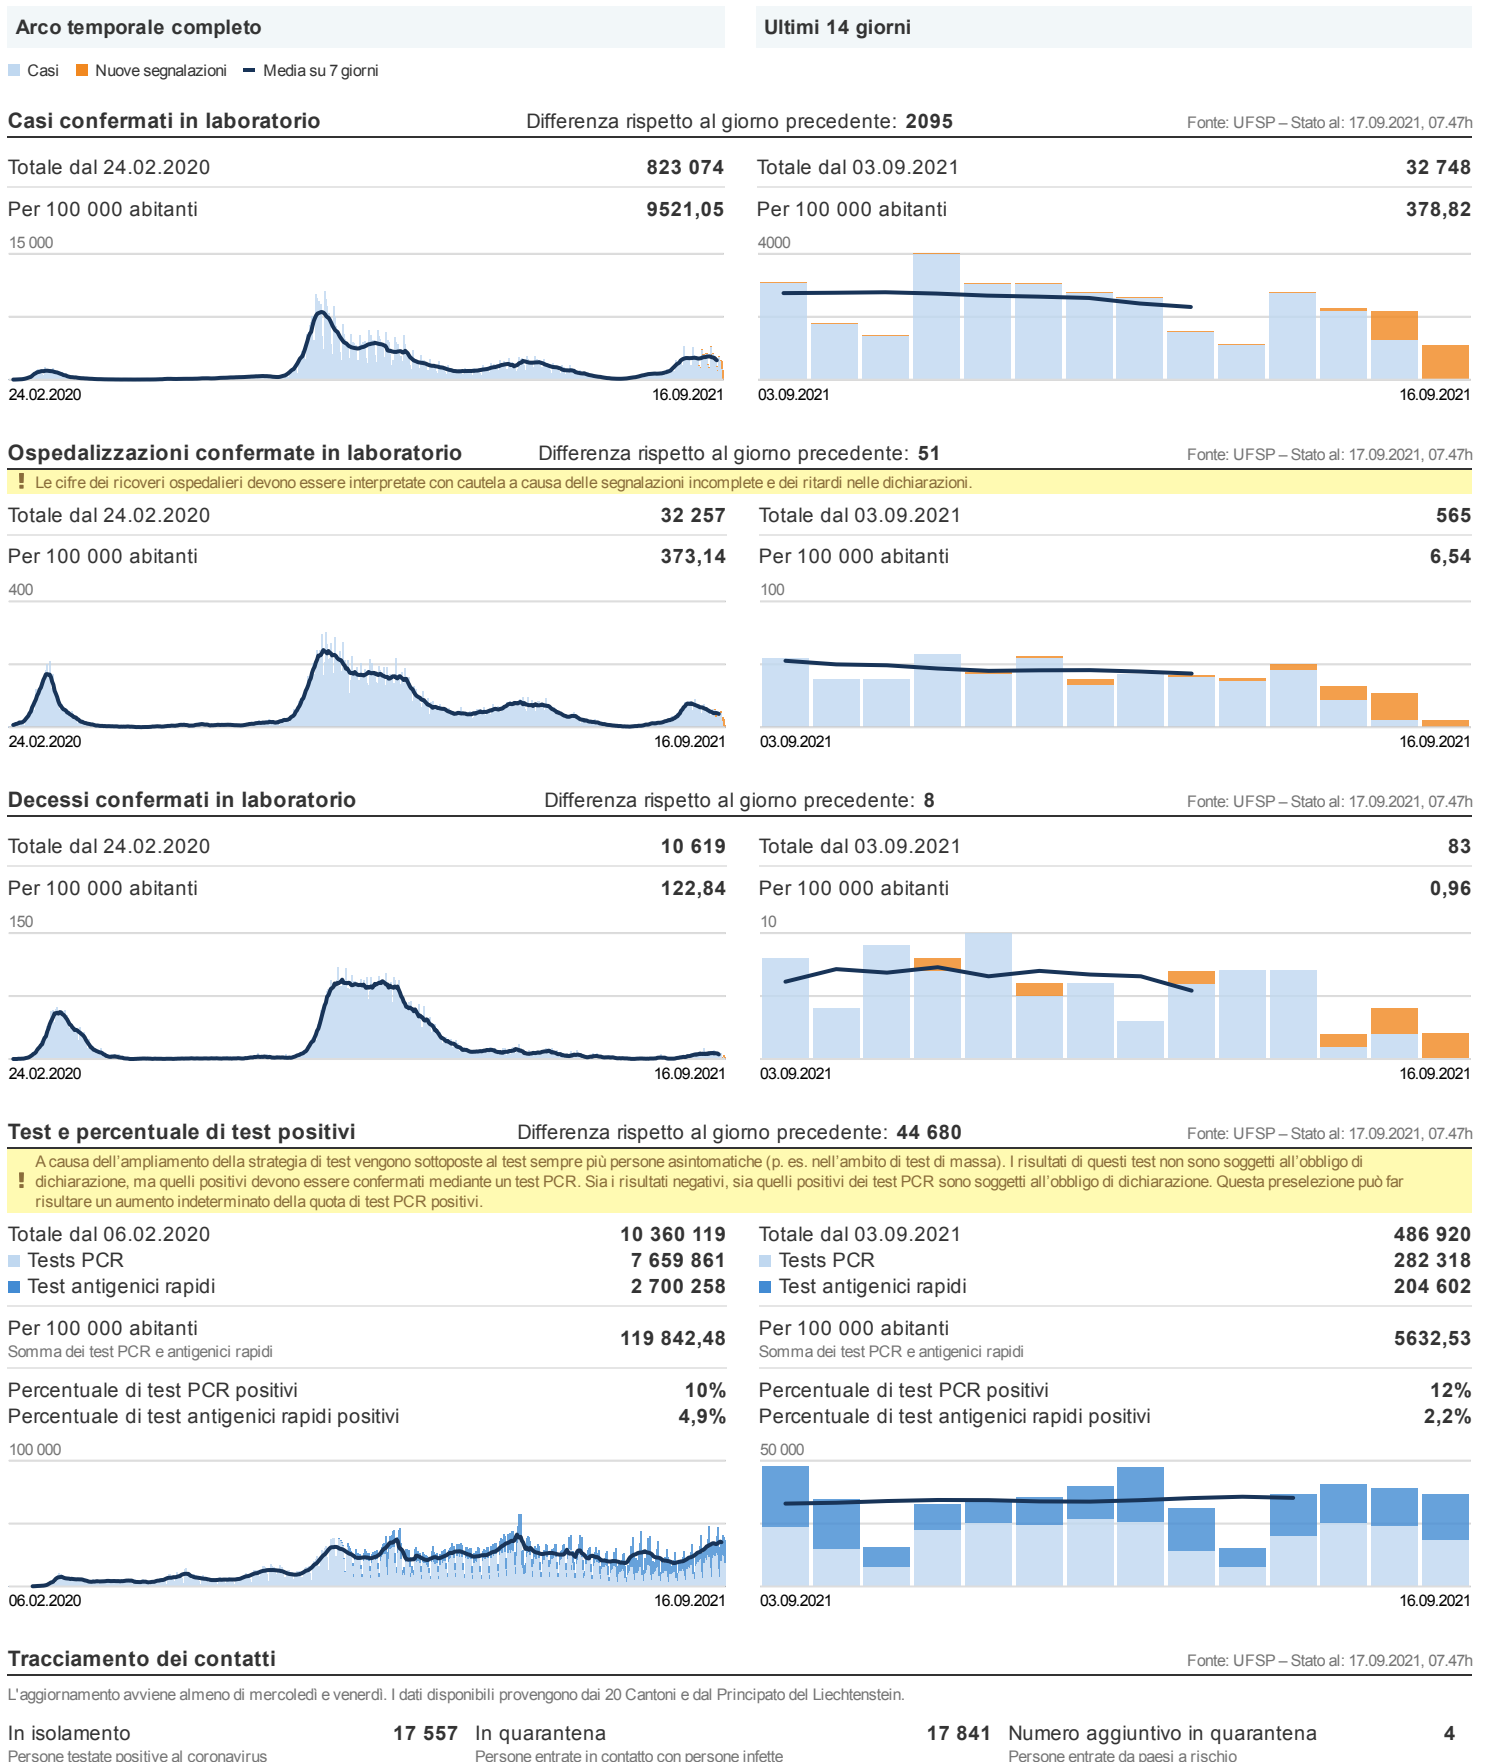 Arco temporale completo
Ultimi 14 giorni
Casi Nuove segnalazioni Media su 7 giorni
Casi confermati in laboratorio Differenza rispetto al giorno precedente: 2095 Fonte: UFSP – Stato al: 17.09.2021, 07.47h
Totale dal 24.02.2020 823 074
Per 100 000 abitanti 9521,05
15 000
24.02.2020 16.09.2021
Totale dal 03.09.2021 32 748
Per 100 000 abitanti 378,82
4000
03.09.2021 16.09.2021
Ospedalizzazioni confermate in laboratorio Differenza rispetto al giorno precedente: 51 Fonte: UFSP – Stato al: 17.09.2021, 07.47h
! Le cifre dei ricoveri ospedalieri devono essere interpretate con cautela a causa delle segnalazioni incomplete e dei ritardi nelle dichiarazioni.
Totale dal 24.02.2020 32 257
Per 100 000 abitanti 373,14
400
24.02.2020 16.09.2021
Totale dal 03.09.2021 565
Per 100 000 abitanti 6,54
100
03.09.2021 16.09.2021
Decessi confermati in laboratorio Differenza rispetto al giorno precedente: 8 Fonte: UFSP – Stato al: 17.09.2021, 07.47h
Totale dal 24.02.2020 10 619
Per 100 000 abitanti 122,84
150
24.02.2020 16.09.2021
Totale dal 03.09.2021 83
Per 100 000 abitanti 0,96
10
03.09.2021 16.09.2021
Test e percentuale di test positivi Differenza rispetto al giorno precedente: 44 680 Fonte: UFSP – Stato al: 17.09.2021, 07.47h
A causa dell'ampliamento della strategia di test vengono sottoposte al test sempre più persone asintomatiche (p. es. nell'ambito di test di massa). I risultati di questi test non sono soggetti all'obbligo di
! dichiarazione, ma quelli positivi devono essere confermati mediante un test PCR. Sia i risultati negativi, sia quelli positivi dei test PCR sono soggetti all'obbligo di dichiarazione. Questa preselezione può far
risultare un aumento indeterminato della quota di test PCR positivi.
Totale dal 06.02.2020 10 360 119
Tests PCR 7 659 861
Test antigenici rapidi 2 700 258
Per 100 000 abitanti 119 842,48
Somma dei test PCR e antigenici rapidi
Percentuale di test PCR positivi 10%
Percentuale di test antigenici rapidi positivi 4,9%
100 000
06.02.2020 16.09.2021
Totale dal 03.09.2021 486 920
Tests PCR 282 318
Test antigenici rapidi 204 602
Per 100 000 abitanti 5632,53
Somma dei test PCR e antigenici rapidi
Percentuale di test PCR positivi 12%
Percentuale di test antigenici rapidi positivi 2,2%
50 000
03.09.2021 16.09.2021
Tracciamento dei contatti Fonte: UFSP – Stato al: 17.09.2021, 07.47h
L'aggiornamento avviene almeno di mercoledì e venerdì. I dati disponibili provengono dai 20 Cantoni e dal Principato del Liechtenstein.
In isolamento 17 557
Persone testate positive al coronavirus
In quarantena 17 841
Persone entrate in contatto con persone infette
Numero aggiuntivo in quarantena 4
Persone entrate da paesi a rischio